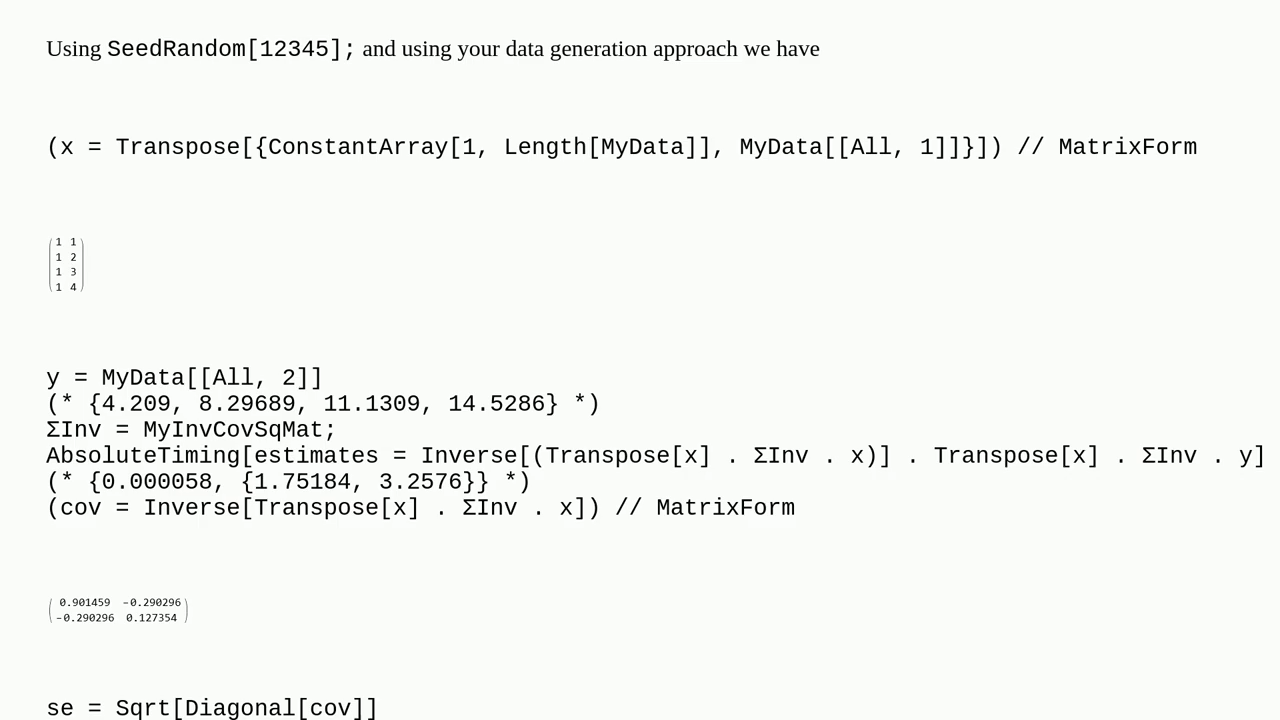 Using SeedRandom[12345]; and using your data generation approach we have
(x = Transpose[{ConstantArray[1, Length[MyData]], MyData[[All, 1]]}]) // MatrixForm
1 1
1 2
1 3
1 4
y = MyData[[All, 2]]
(* {4.209, 8.29689, 11.1309, 14.5286} *)
ΣInv = MyInvCovSqMat;
AbsoluteTiming[estimates = Inverse[(Transpose[x] . ΣInv . x)] . Transpose[x] . ΣInv . y]
(* {0.000058, {1.75184, 3.2576}} *)
(cov = Inverse[Transpose[x] . ΣInv . x]) // MatrixForm
0.901459 -0.290296
-0.290296 0.127354
se = Sqrt[Diagonal[cov]]